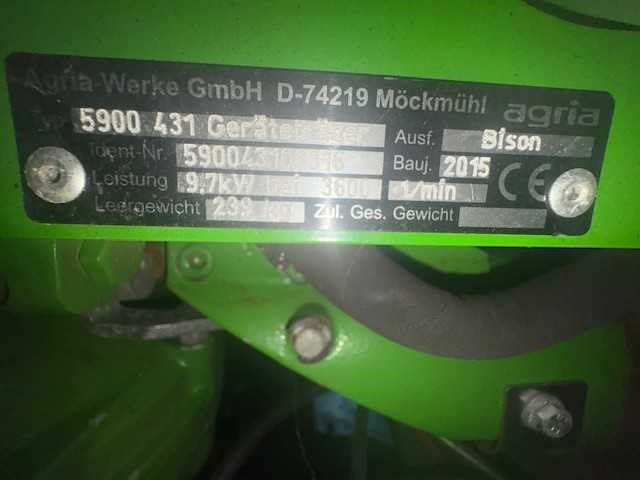 Agria-Werke GmbH D-74219 Möckmühl agria
Typ 5900 431 Geräteträger Ausf. Bison
Ident-Nr. Bauj. 2015
Leistung 9.7kW bei 3600 1/min CE
Leergewicht 239 kg Zul. Ges. Gewicht